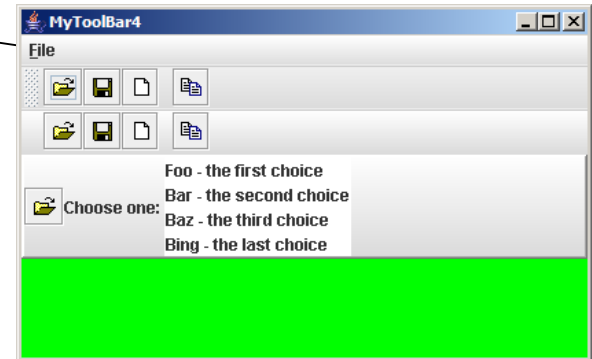 MyToolBar4
File
Foo - the first choice
Bar - the second choice
Choose one:
Baz - the third choice
Bing - the last choice